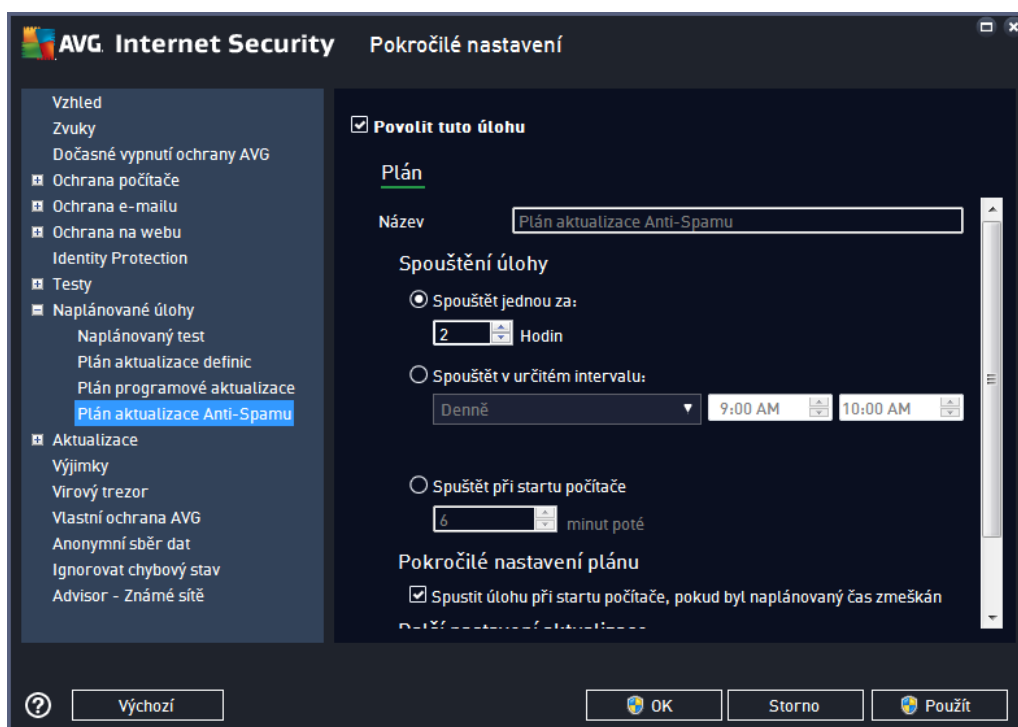 AVG. Internet Security Pokročilé nastavení
Vzhled
Zvuky
Dočasné vypnutí ochrany AVG
Ochrana počítače
Ochrana e-mailu
Ochrana na webu
Identity Protection
Testy
Naplánované úlohy
Naplánovaný test
Plán aktualizace definic
Plán programové aktualizace
Plán aktualizace Anti-Spamu
Aktualizace
Výjimky
Virový trezor
Vlastní ochrana AVG
Anonymní sběr dat
Ignorovat chybový stav
Advisor - Známé sítě
Povolit tuto úlohu
Plán
Název Plán aktualizace Anti-Spamu
Spouštění úlohy
Spouštět jednou za:
2 Hodin
Spouštět v určitém intervalu:
Denně 9:00 AM 10:00 AM
Spuštět při startu počítače
6 minut poté
Pokročilé nastavení plánu
Spustit úlohu při startu počítače, pokud byl naplánovaný čas zmeškán
Další nastavení aktualizace
? Výchozí OK Storno Použít